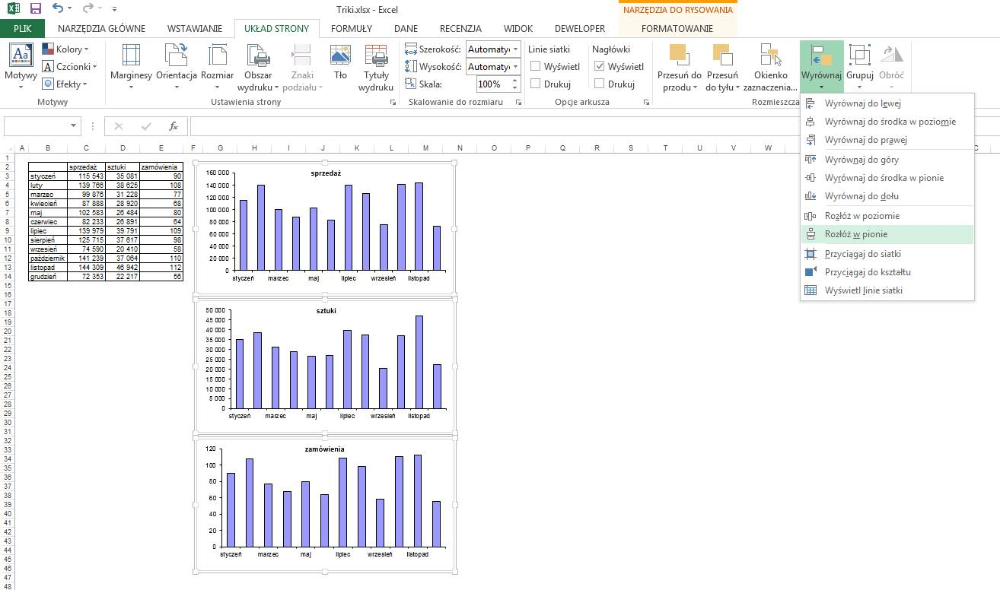 Triki.xlsx - Excel
NARZĘDZIA DO RYSOWANIA
PLIK NARZĘDZIA GŁÓWNE WSTAWIANIE UKŁAD STRONY FORMUŁY DANE RECENZJA WIDOK DEWELOPER FORMATOWANIE
Motywy
Kolory
Czcionki
Efekty
Motywy
Marginesy
Orientacja
Rozmiar
Obszar
wydruku
Znaki
podziału
Tło
Tytuły
wydruku
Ustawienia strony
Szerokość: Automatyc
Wysokość: Automatyc
Skala: 100%
Skalowanie do rozmiaru
Linie siatki
Wyświetl
Drukuj
Nagłówki
Wyświetl
Drukuj
Opcje arkusza
Przesuń do
przodu
Przesuń
do tyłu
Okienko
zaznaczenia...
Wyrównaj
Grupuj
Obróć
Rozmieszcza
Wyrównaj do lewej
Wyrównaj do środka w poziomie
Wyrównaj do prawej
Wyrównaj do góry
Wyrównaj do środka w pionie
Wyrównaj do dołu
Rozłóż w poziomie
Rozłóż w pionie
Przyciągaj do siatki
Przyciągaj do kształtu
Wyświetl linie siatki
fx
A B C D E F G H I J K L M N O P Q R S T U V W C
1
2 sprzedaż sztuki zamówienia
3 styczeń 115 543 35 081 90
4 luty 139 766 38 625 108
5 marzec 99 876 31 228 77
6 kwiecień 87 888 28 920 68
7 maj 102 583 26 484 80
8 czerwiec 82 233 26 891 64
9 lipiec 139 979 39 791 109
10 sierpień 125 715 37 617 98
11 wrzesień 74 590 20 410 58
12 październik 141 239 37 064 110
13 listopad 144 309 46 942 112
14 grudzień 72 353 22 217 56
15
16
17
18
19
20
21
22
23
24
25
26
27
28
29
30
31
32
33
34
35
36
37
38
39
40
41
42
43
44
45
46
47
48
sprzedaż
160 000
140 000
120 000
100 000
80 000
60 000
40 000
20 000
0
styczeń marzec maj lipiec wrzesień listopad
sztuki
50 000
45 000
40 000
35 000
30 000
25 000
20 000
15 000
10 000
5 000
0
styczeń marzec maj lipiec wrzesień listopad
zamówienia
120
100
80
60
40
20
0
styczeń marzec maj lipiec wrzesień listopad